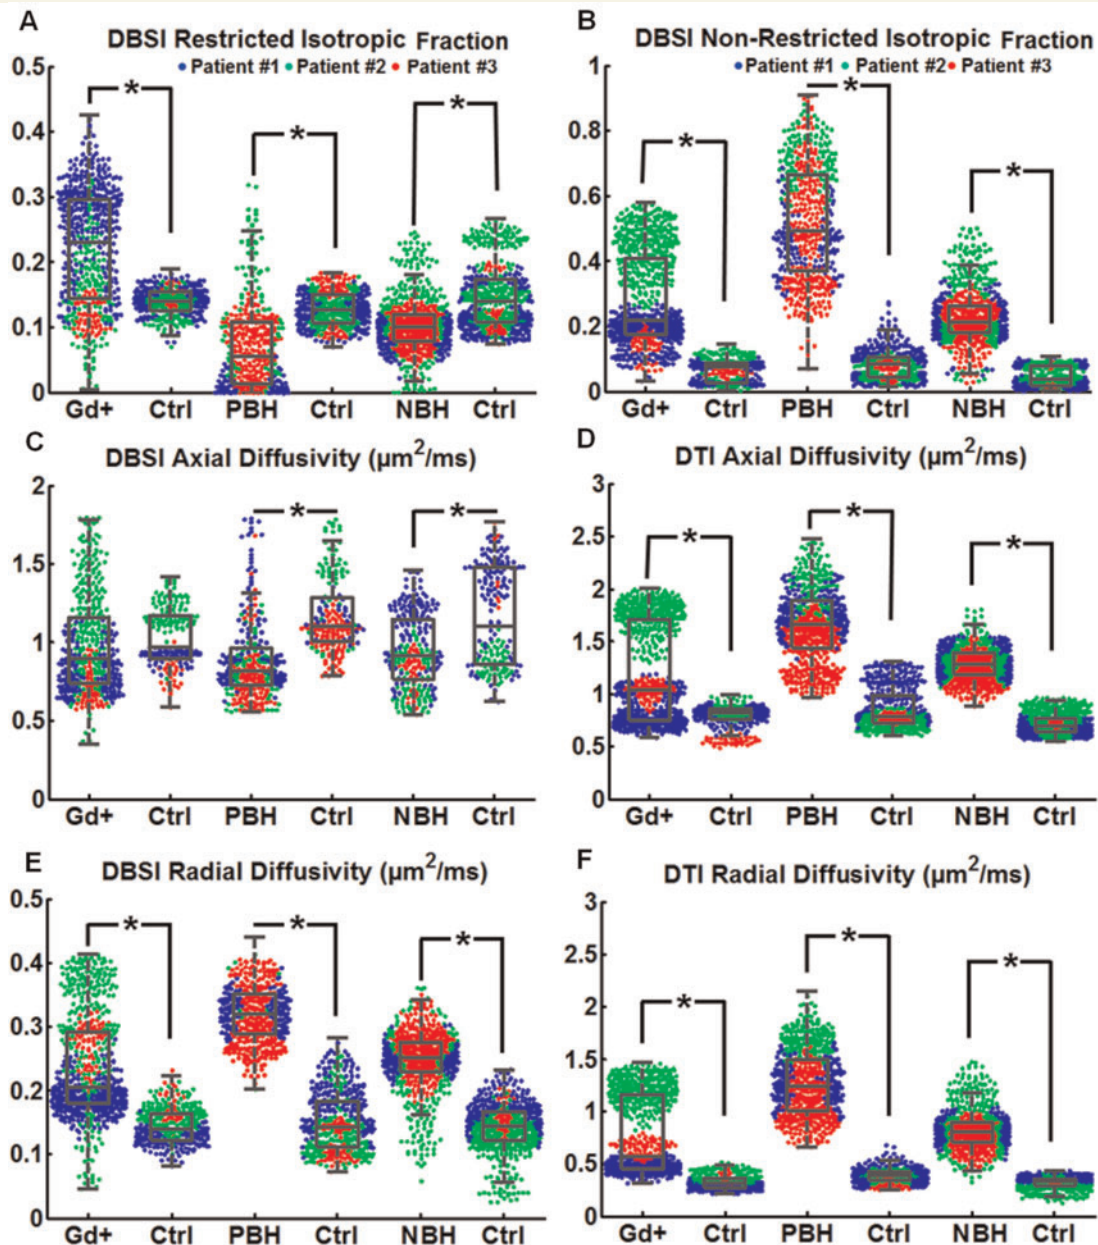 A
DBSI Restricted Isotropic Fraction
• Patient #1 • Patient #2 • Patient #3
0.5
0.4
0.3
0.2
0.1
0
*
*
*
Gd+ Ctrl PBH Ctrl NBH Ctrl
B
DBSI Non-Restricted Isotropic Fraction
• Patient #1 • Patient #2 • Patient #3
1
0.8
0.6
0.4
0.2
0
*
*
*
Gd+ Ctrl PBH Ctrl NBH Ctrl
C
DBSI Axial Diffusivity (µm²/ms)
2
1.5
1
0.5
0
*
*
Gd+ Ctrl PBH Ctrl NBH Ctrl
D
DTI Axial Diffusivity (µm²/ms)
3
2.5
2
1.5
1
0.5
0
*
*
*
Gd+ Ctrl PBH Ctrl NBH Ctrl
E
DBSI Radial Diffusivity (µm²/ms)
0.5
0.4
0.3
0.2
0.1
0
*
*
*
Gd+ Ctrl PBH Ctrl NBH Ctrl
F
DTI Radial Diffusivity (µm²/ms)
3
2.5
2
1.5
1
0.5
0
*
*
*
Gd+ Ctrl PBH Ctrl NBH Ctrl